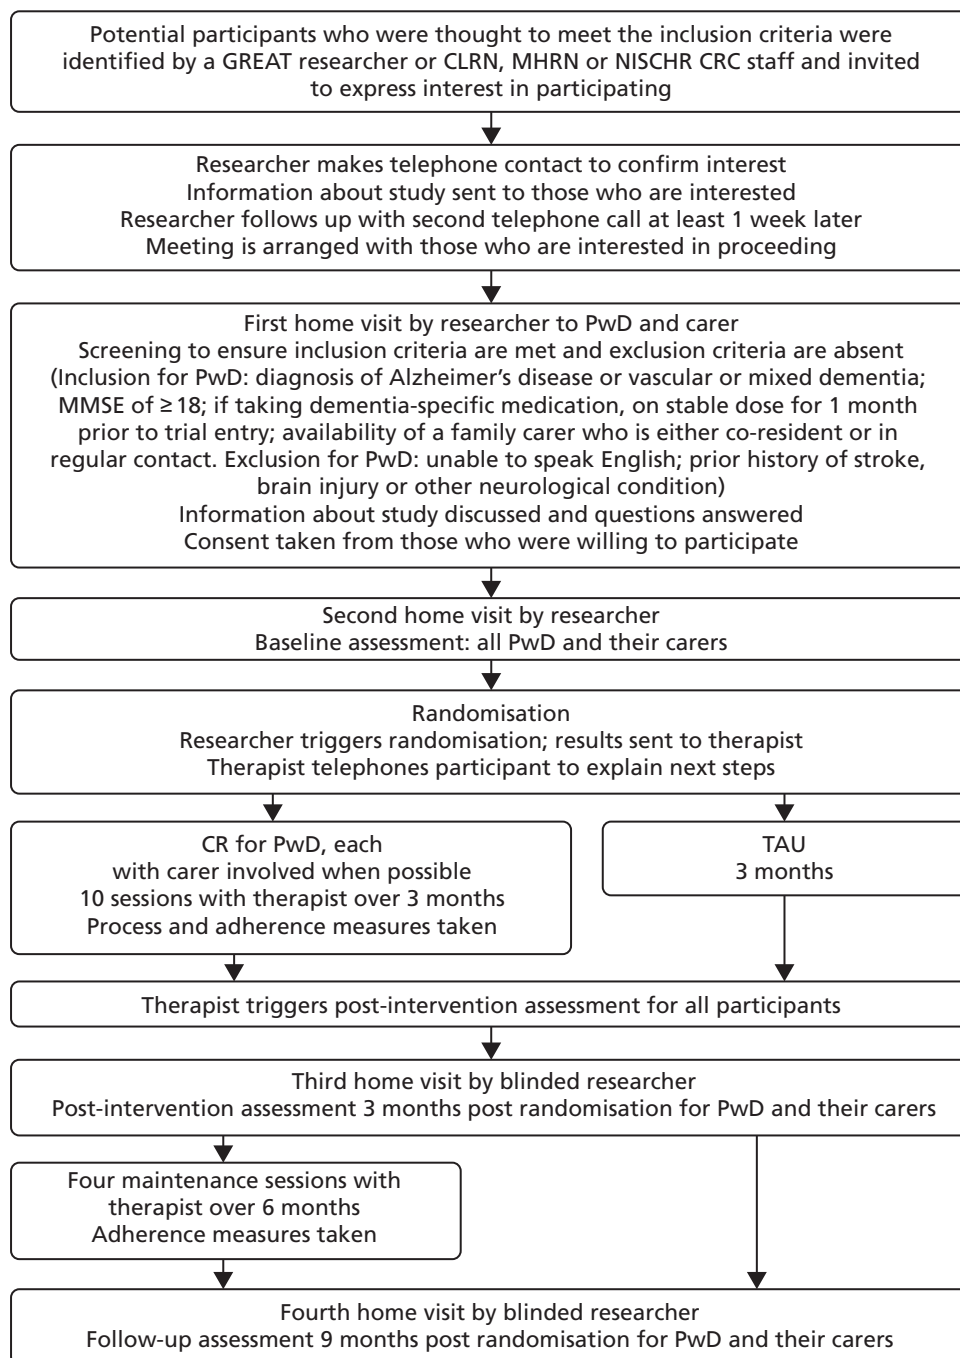 Potential participants who were thought to meet the inclusion criteria were
identified by a GREAT researcher or CLRN, MHRN or NISCHR CRC staff and invited
to express interest in participating
Researcher makes telephone contact to confirm interest
Information about study sent to those who are interested
Researcher follows up with second telephone call at least 1 week later
Meeting is arranged with those who are interested in proceeding
First home visit by researcher to PwD and carer
Screening to ensure inclusion criteria are met and exclusion criteria are absent
(Inclusion for PwD: diagnosis of Alzheimer's disease or vascular or mixed dementia;
MMSE of ≥ 18; if taking dementia-specific medication, on stable dose for 1 month
prior to trial entry; availability of a family carer who is either co-resident or in
regular contact. Exclusion for PwD: unable to speak English; prior history of stroke,
brain injury or other neurological condition)
Information about study discussed and questions answered
Consent taken from those who were willing to participate
Second home visit by researcher
Baseline assessment: all PwD and their carers
Randomisation
Researcher triggers randomisation; results sent to therapist
Therapist telephones participant to explain next steps
CR for PwD, each
with carer involved when possible
10 sessions with therapist over 3 months
Process and adherence measures taken
TAU
3 months
Therapist triggers post-intervention assessment for all participants
Third home visit by blinded researcher
Post-intervention assessment 3 months post randomisation for PwD and their carers
Four maintenance sessions with
therapist over 6 months
Adherence measures taken
Fourth home visit by blinded researcher
Follow-up assessment 9 months post randomisation for PwD and their carers